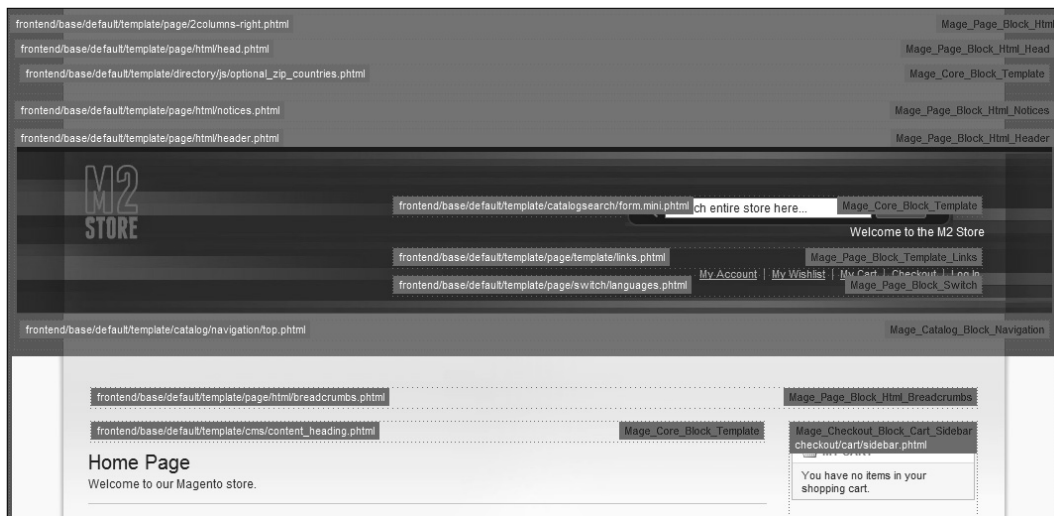 frontend/base/default/template/page/2columns-right.phtml Mage_Page_Block_Html
frontend/base/default/template/page/html/head.phtml Mage_Page_Block_Html_Head
frontend/base/default/template/directory/js/optional_zip_countries.phtml Mage_Core_Block_Template
frontend/base/default/template/page/html/notices.phtml Mage_Page_Block_Html_Notices
frontend/base/default/template/page/html/header.phtml Mage_Page_Block_Html_Header
M2
STORE
frontend/base/default/template/catalogsearch/form.mini.phtml ch entire store here... Mage_Core_Block_Template
Welcome to the M2 Store
frontend/base/default/template/page/template/links.phtml Mage_Page_Block_Template_Links
My Account | My Wishlist | My Cart | Checkout | Log In
frontend/base/default/template/page/switch/languages.phtml Mage_Page_Block_Switch
frontend/base/default/template/catalog/navigation/top.phtml Mage_Catalog_Block_Navigation
frontend/base/default/template/page/html/breadcrumbs.phtml Mage_Page_Block_Html_Breadcrumbs
frontend/base/default/template/cms/content_heading.phtml Mage_Core_Block_Template Mage_Checkout_Block_Cart_Sidebar
checkout/cart/sidebar.phtml
MY CART
Home Page
Welcome to our Magento store.
You have no items in your
shopping cart.